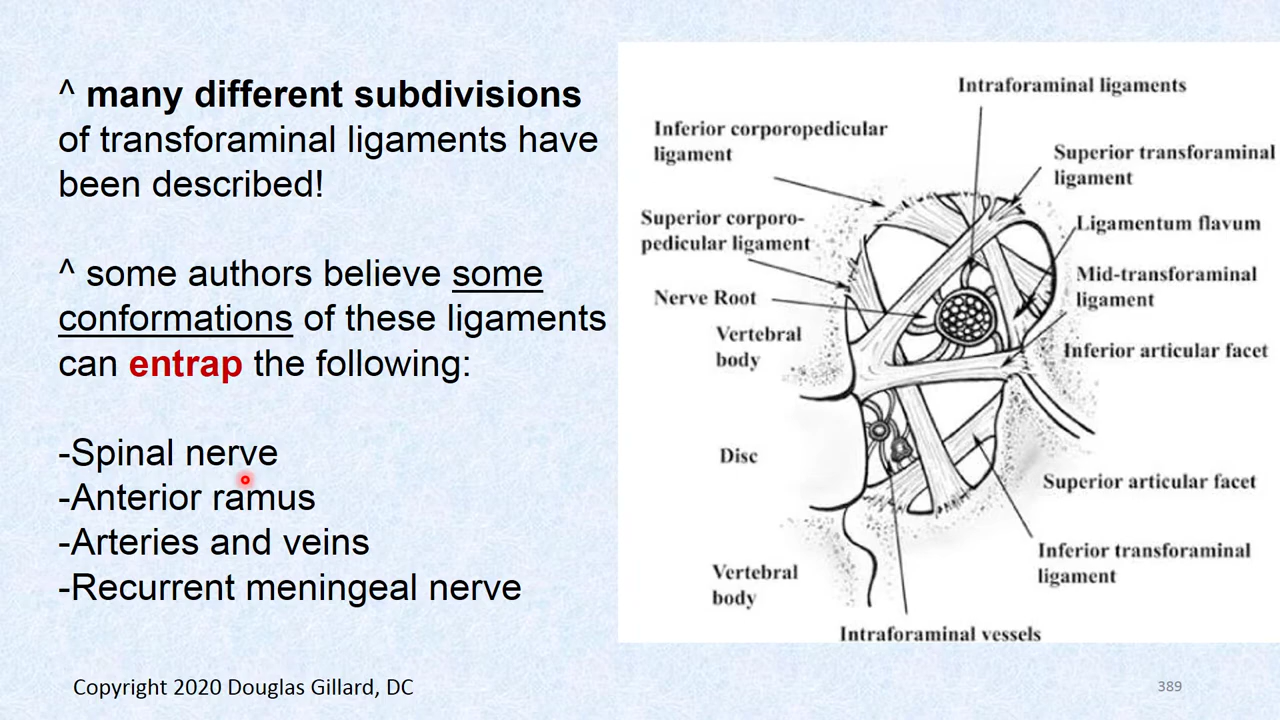 ^ many different subdivisions
of transforaminal ligaments have
been described!
^ some authors believe some
conformations of these ligaments
can entrap the following:
-Spinal nerve
-Anterior ramus
-Arteries and veins
-Recurrent meningeal nerve
Intraforaminal ligaments
Inferior corporopedicular
ligament
Superior transforaminal
ligament
Superior corporo-
pedicular ligament
Ligamentum flavum
Mid-transforaminal
ligament
Nerve Root
Vertebral
body
Inferior articular facet
Disc
Superior articular facet
Inferior transforaminal
ligament
Vertebral
body
Intraforaminal vessels
Copyright 2020 Douglas Gillard, DC
389